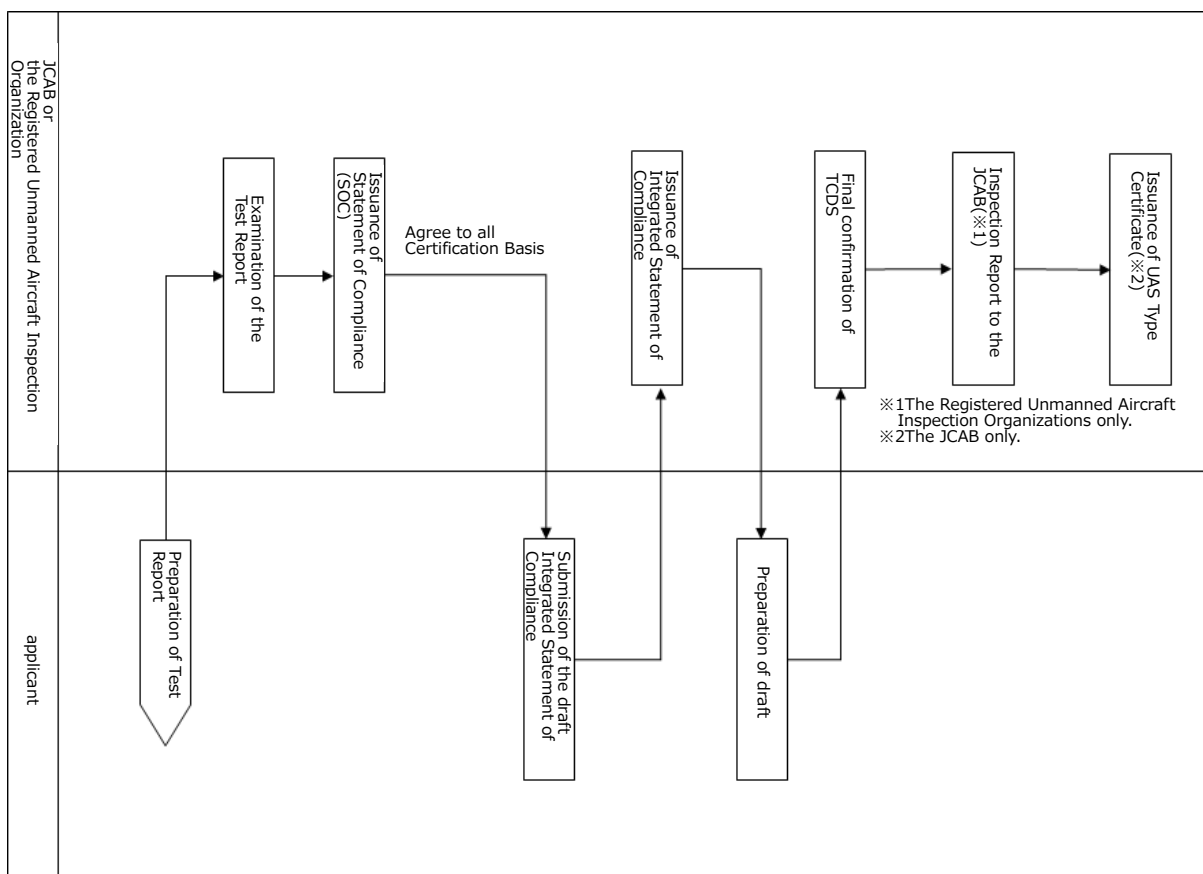 JCAB or
the Registered Unmanned Aircraft Inspection
Organization
Examination of the
Test Report
Issuance of
Statement of Compliance
(SOC)
Agree to all
Certification Basis
Issuance of
Integrated Statement of
Compliance
Final confirmation of
TCDS
Inspection Report to the
JCAB(※1)
Issuance of UAS Type
Certificate(※2)
※1The Registered Unmanned Aircraft
Inspection Organizations only.
※2The JCAB only.
applicant
Preparation of Test
Report
Submission of the draft
Integrated Statement of
Compliance
Preparation of draft